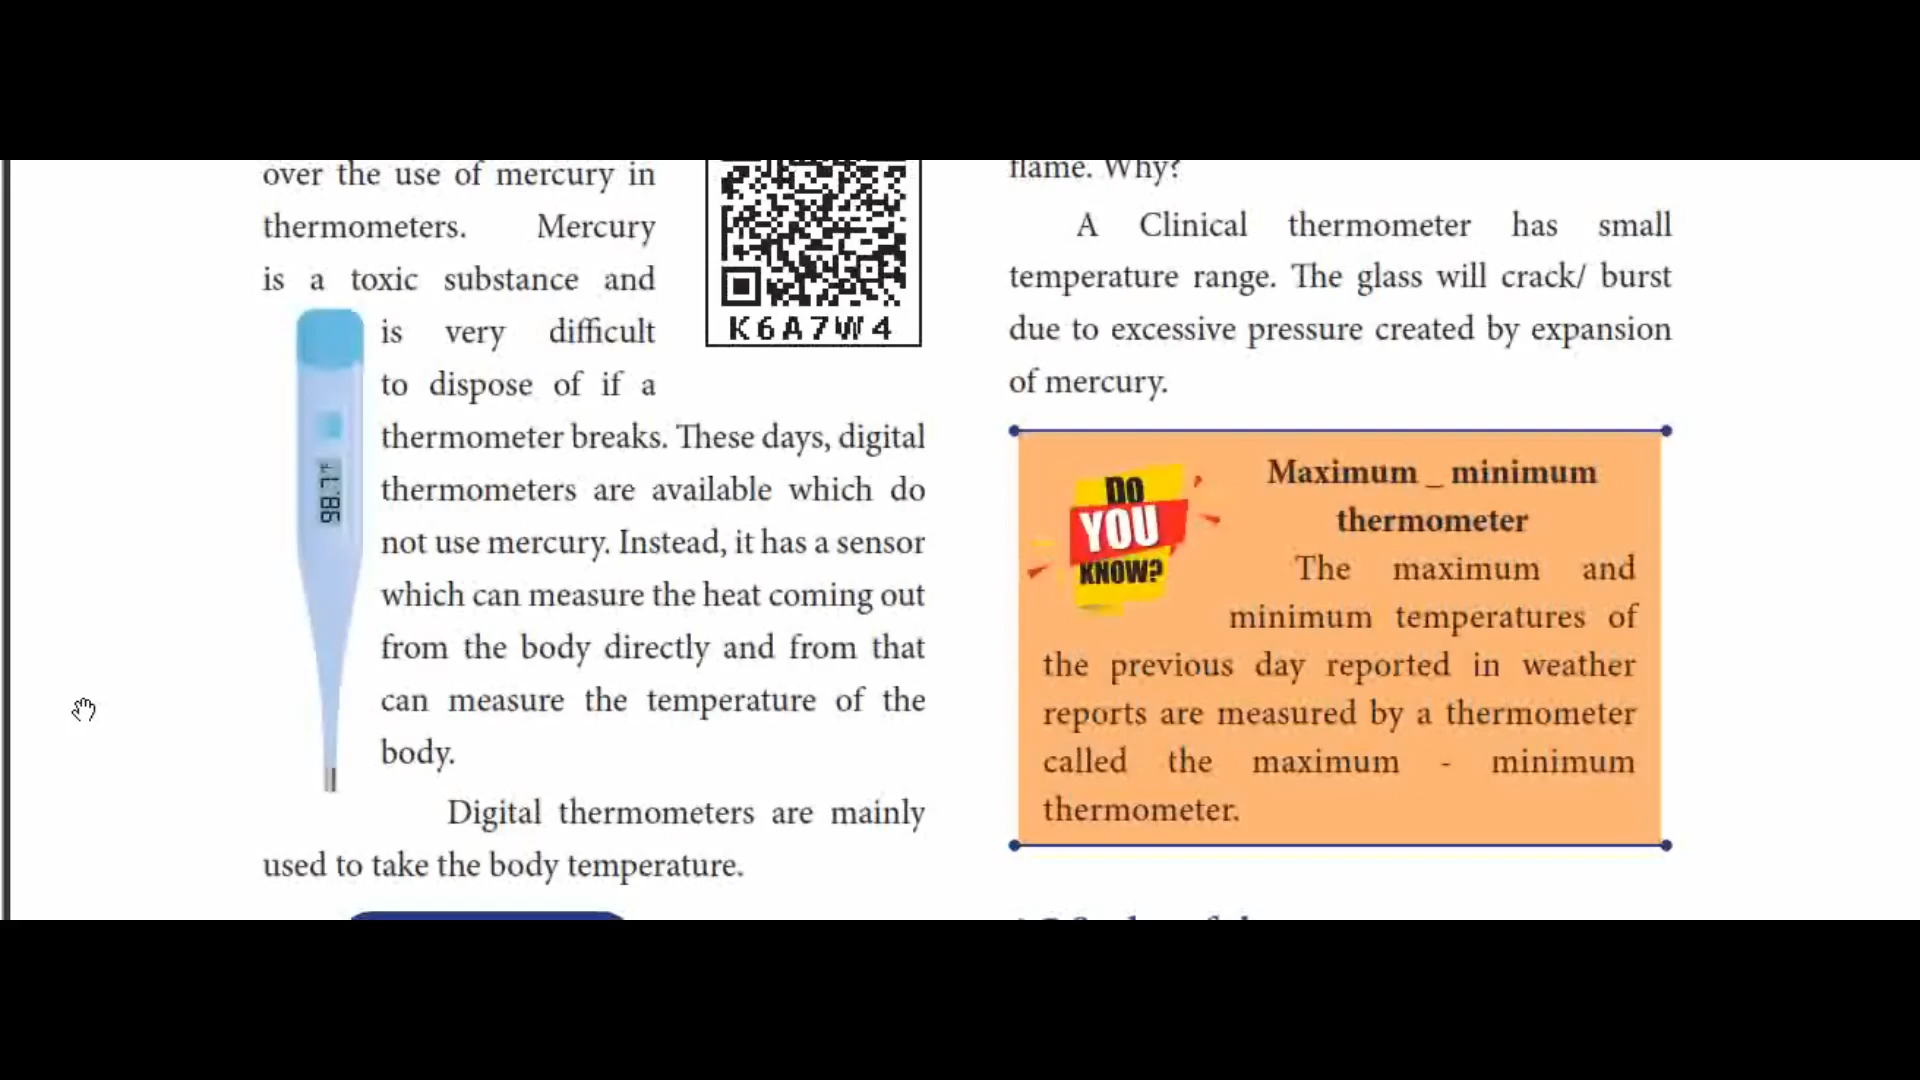 over the use of mercury in
thermometers. Mercury
is a toxic substance and
is very difficult
to dispose of if a
thermometer breaks. These days, digital
thermometers are available which do
not use mercury. Instead, it has a sensor
which can measure the heat coming out
from the body directly and from that
can measure the temperature of the
body.
Digital thermometers are mainly
used to take the body temperature.
98.7°F
K6A7W4
flame. Why?
A Clinical thermometer has small
temperature range. The glass will crack/ burst
due to excessive pressure created by expansion
of mercury.
DO
YOU
KNOW?
Maximum _ minimum
thermometer
The maximum and
minimum temperatures of
the previous day reported in weather
reports are measured by a thermometer
called the maximum - minimum
thermometer.